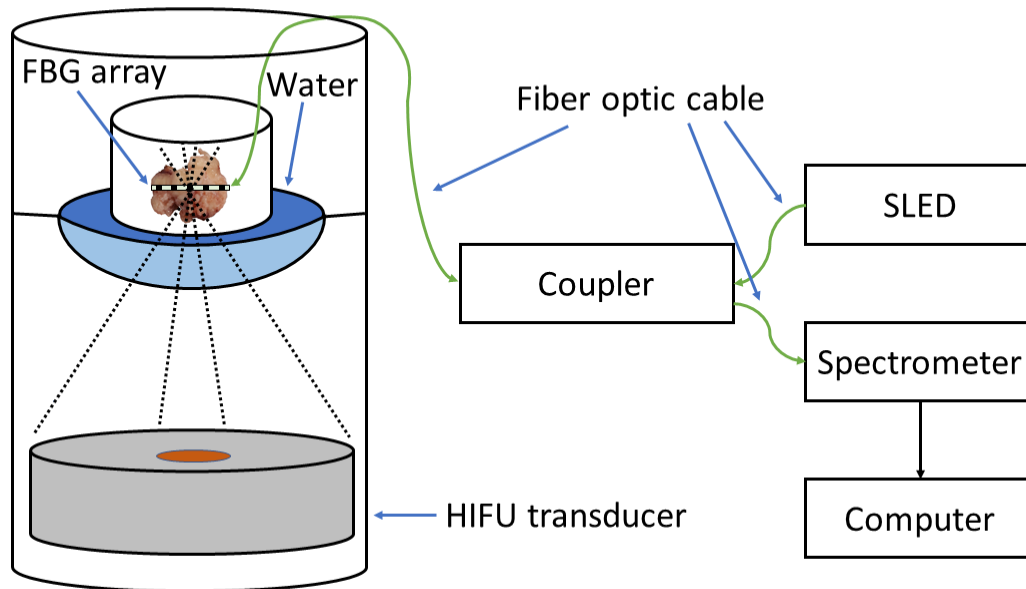 FBG array
Water
Fiber optic cable
SLED
Coupler
Spectrometer
HIFU transducer
Computer